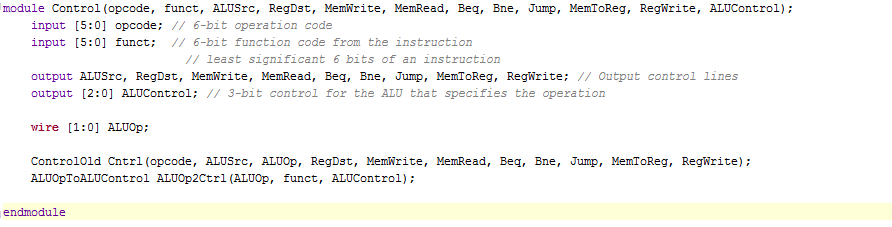 module Control(opcode, funct, ALUSrc, RegDst, MemWrite, MemRead, Beq, Bne, Jump, MemToReg, RegWrite, ALUControl);
    input [5:0] opcode; // 6-bit operation code
    input [5:0] funct;  // 6-bit function code from the instruction
                        // least significant 6 bits of an instruction
    output ALUSrc, RegDst, MemWrite, MemRead, Beq, Bne, Jump, MemToReg, RegWrite; // Output control lines
    output [2:0] ALUControl; // 3-bit control for the ALU that specifies the operation
    wire [1:0] ALUOp;
    ControlOld Cntrl(opcode, ALUSrc, ALUOp, RegDst, MemWrite, MemRead, Beq, Bne, Jump, MemToReg, RegWrite);
    ALUOpToALUControl ALUOp2Ctrl(ALUOp, funct, ALUControl);
endmodule